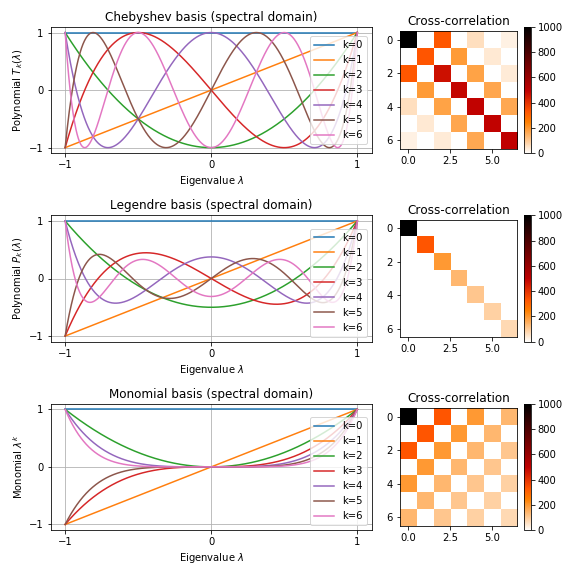 Chebyshev basis (spectral domain)
Polynomial T_k(λ)
1
0
−1
k=0
k=1
k=2
k=3
k=4
k=5
k=6
−1 0 1
Eigenvalue λ
Cross-correlation
0
2
4
6
0.0 2.5 5.0
1000
800
600
400
200
0
Legendre basis (spectral domain)
Polynomial P_k(λ)
1
0
−1
k=0
k=1
k=2
k=3
k=4
k=5
k=6
−1 0 1
Eigenvalue λ
Cross-correlation
0
2
4
6
0.0 2.5 5.0
1000
800
600
400
200
0
Monomial basis (spectral domain)
Monomial λ^k
1
0
−1
k=0
k=1
k=2
k=3
k=4
k=5
k=6
−1 0 1
Eigenvalue λ
Cross-correlation
0
2
4
6
0.0 2.5 5.0
1000
800
600
400
200
0